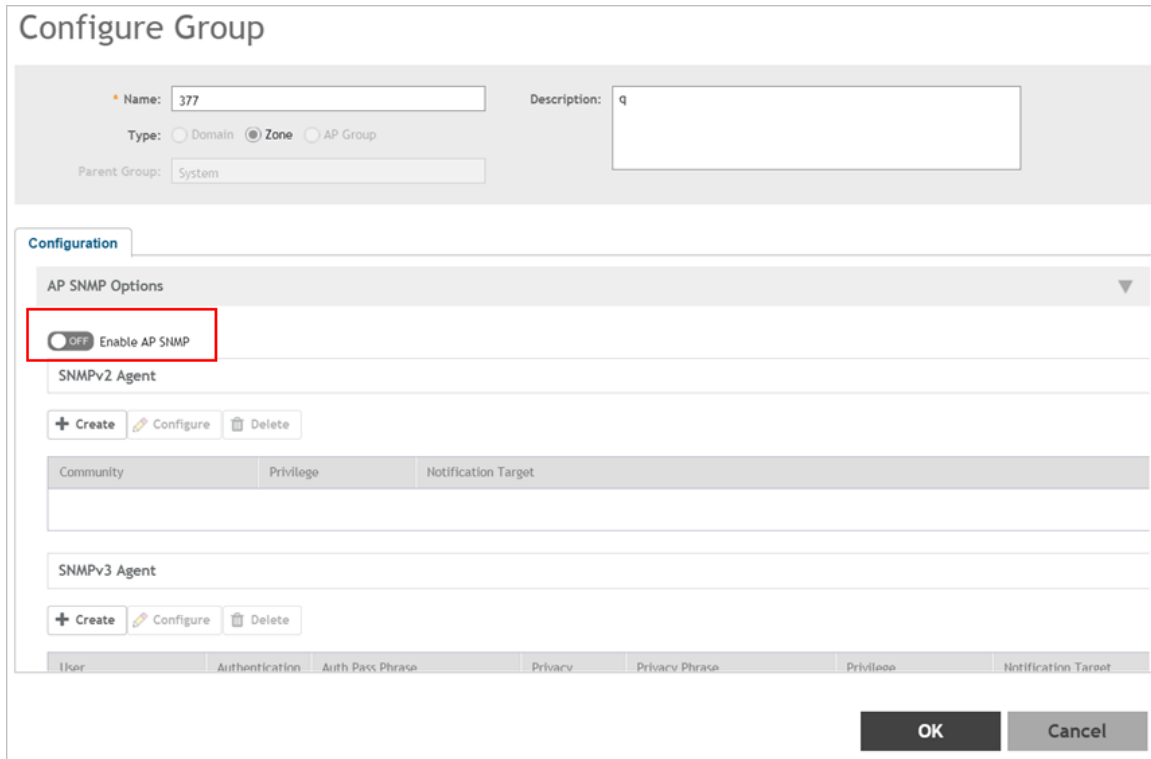 Configure Group
* Name: 377 Description: q
Type: Domain Zone AP Group
Parent Group: System
Configuration
AP SNMP Options
OFF Enable AP SNMP
SNMPv2 Agent
+ Create Configure Delete
Community Privilege Notification Target
SNMPv3 Agent
+ Create Configure Delete
User Authentication Auth Pass Phrase Privacy Privacy Phrase Privilege Notification Target
OK Cancel